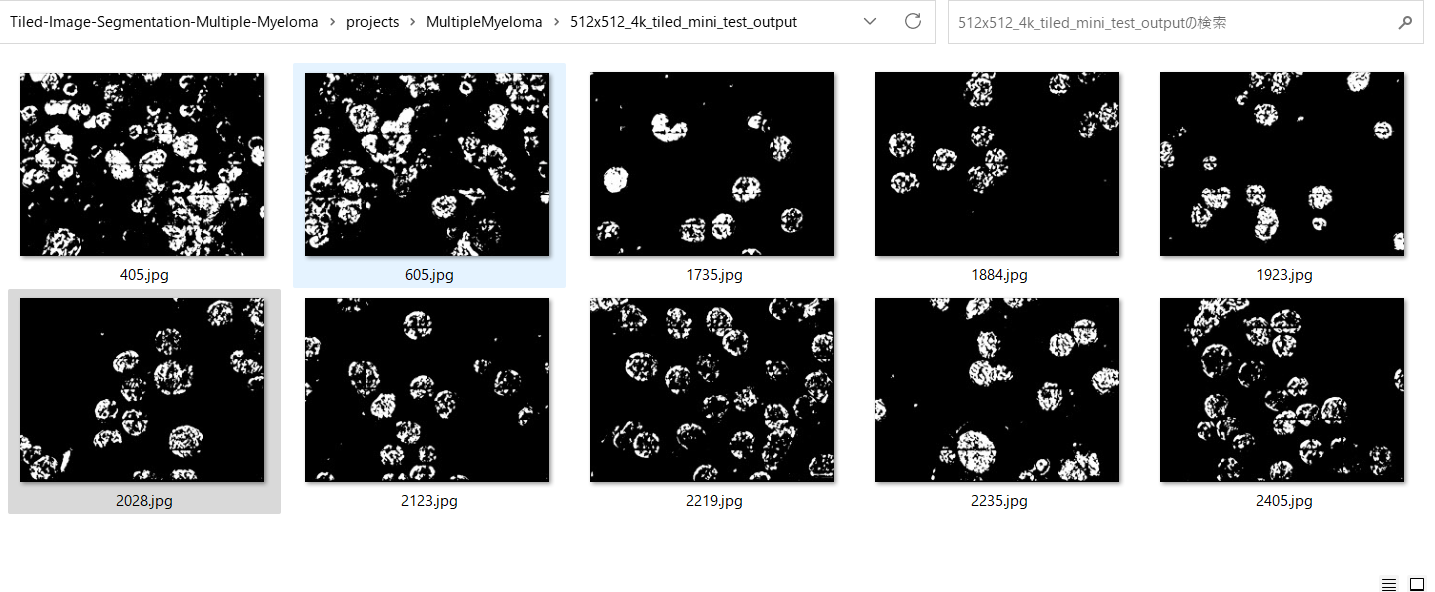 Tiled-Image-Segmentation-Multiple-Myeloma > projects > MultipleMyeloma > 512x512_4k_tiled_mini_test_output
512x512_4k_tiled_mini_test_outputの検索
405.jpg 605.jpg 1735.jpg 1884.jpg 1923.jpg
2028.jpg 2123.jpg 2219.jpg 2235.jpg 2405.jpg